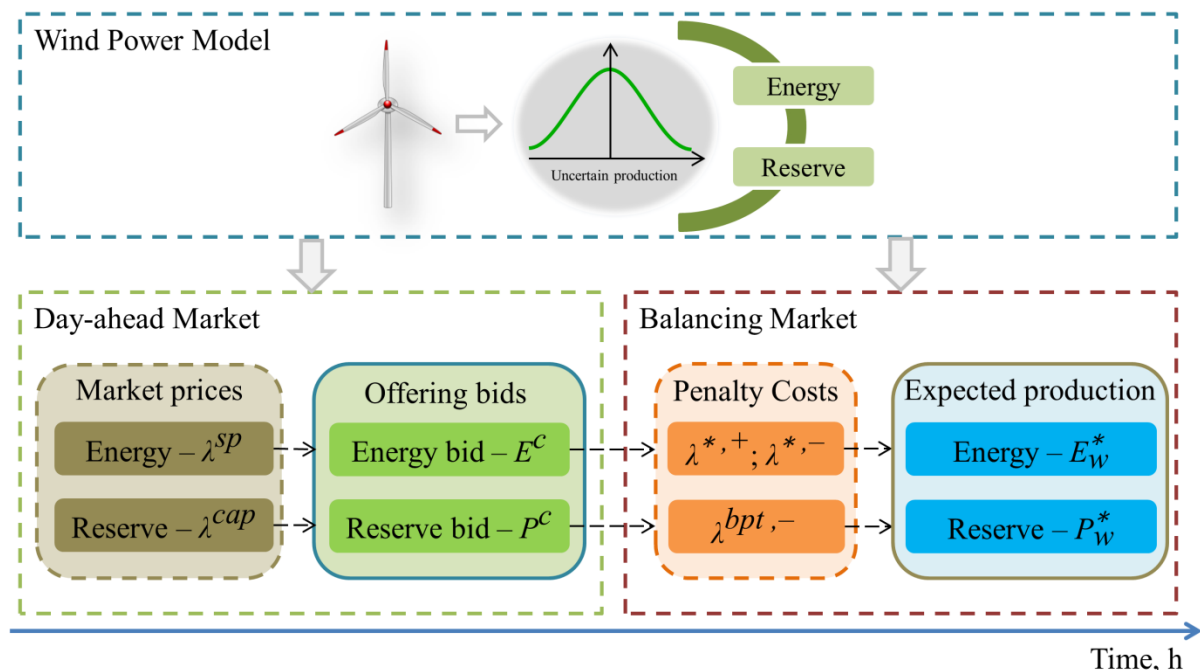 Wind Power Model
Energy
Reserve
Uncertain production
Day-ahead Market
Market prices
Energy – λ^sp
Reserve – λ^cap
Offering bids
Energy bid – E^c
Reserve bid – P^c
Balancing Market
Penalty Costs
λ^*,+; λ^*,–
λ^bpt,–
Expected production
Energy – E_w^*
Reserve – P_w^*
Time, h